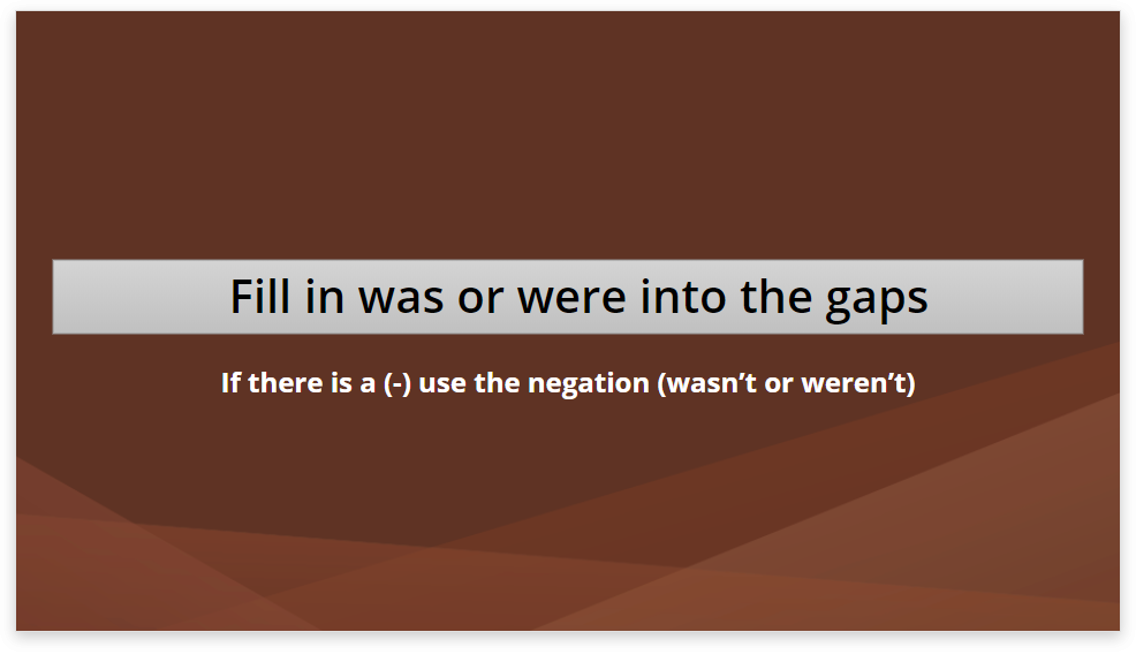 Fill in was or were into the gaps
If there is a (-) use the negation (wasn’t or weren’t)